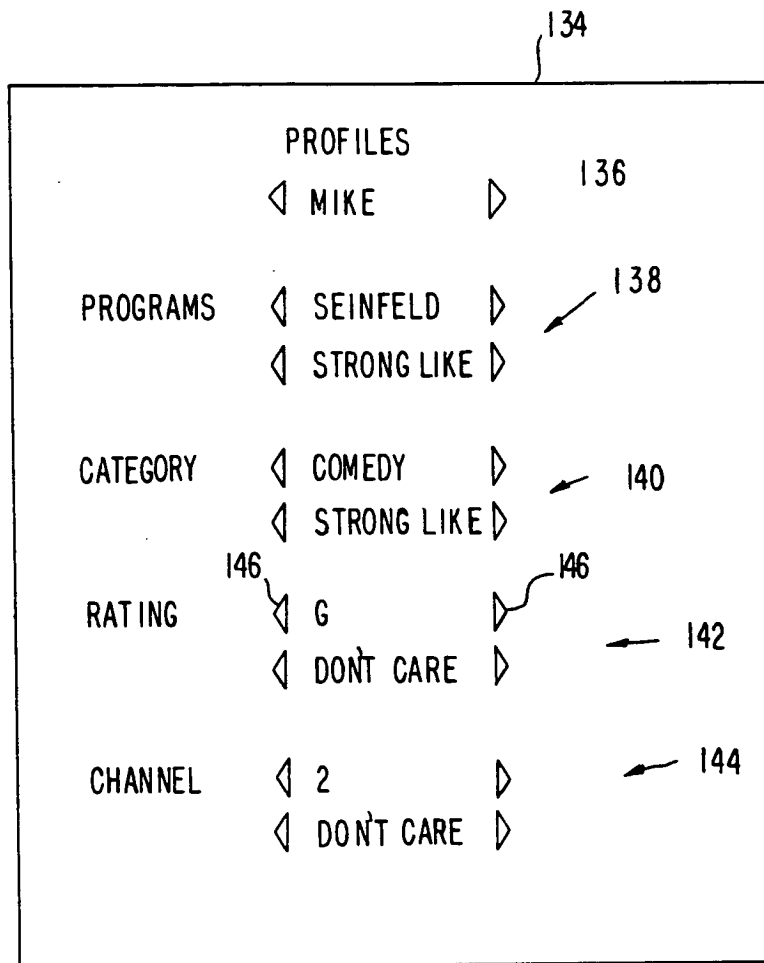 134
PROFILES
MIKE
136
PROGRAMS SEINFELD
138
STRONG LIKE
CATEGORY COMEDY
140
STRONG LIKE
146 146
RATING G
142
DON'T CARE
CHANNEL 2
144
DON'T CARE